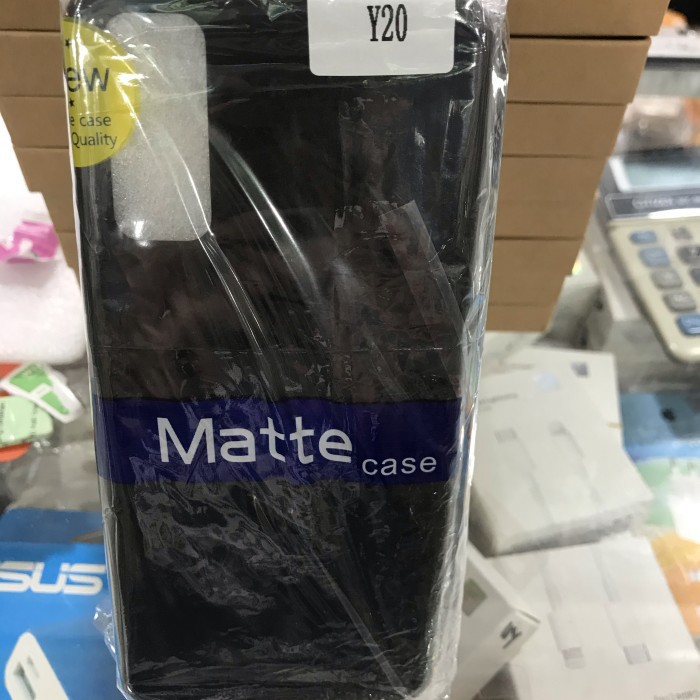 Y20
ew
e case
Quality
Matte case
SUS